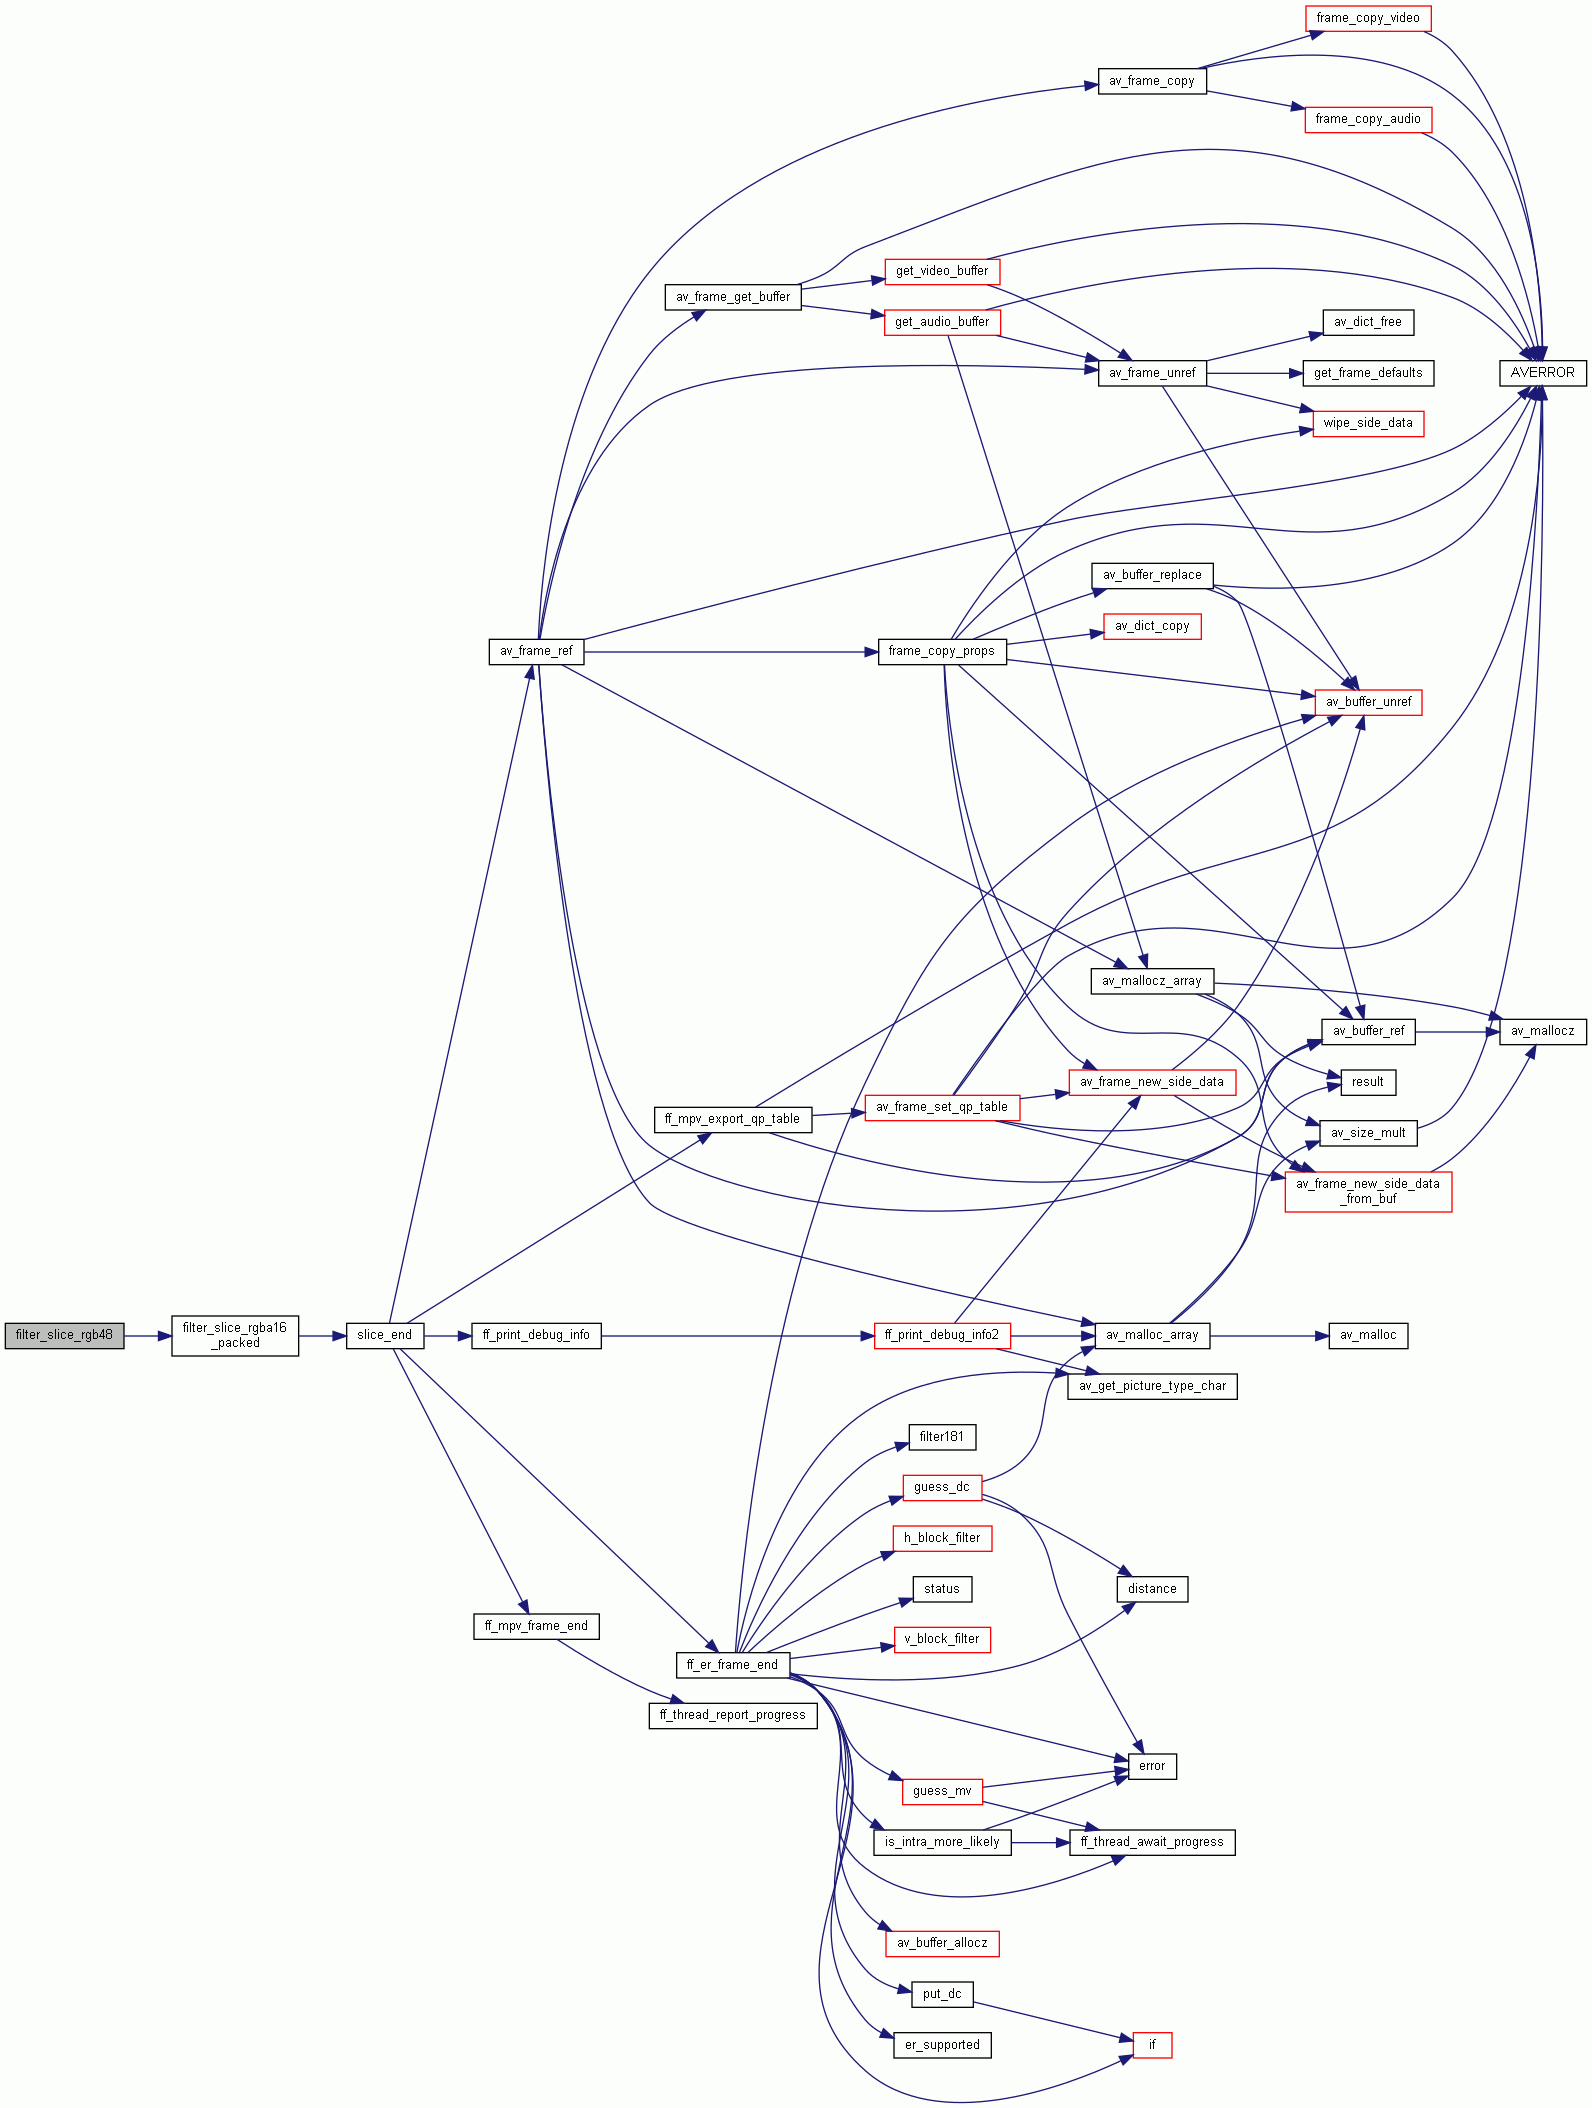 frame_copy_video
av_frame_copy
frame_copy_audio
get_video_buffer
av_frame_get_buffer
get_audio_buffer
av_dict_free
av_frame_unref
get_frame_defaults
AVERROR
wipe_side_data
av_buffer_replace
av_dict_copy
av_frame_ref
frame_copy_props
av_buffer_unref
av_mallocz_array
av_buffer_ref
av_mallocz
av_frame_new_side_data
result
ff_mpv_export_qp_table
av_frame_set_qp_table
av_size_mult
av_frame_new_side_data
_from_buf
filter_slice_rgb48
filter_slice_rgba16
_packed
slice_end
ff_print_debug_info
ff_print_debug_info2
av_malloc_array
av_malloc
av_get_picture_type_char
filter181
guess_dc
h_block_filter
status
distance
ff_mpv_frame_end
v_block_filter
ff_er_frame_end
ff_thread_report_progress
error
guess_mv
is_intra_more_likely
ff_thread_await_progress
av_buffer_allocz
put_dc
er_supported
if